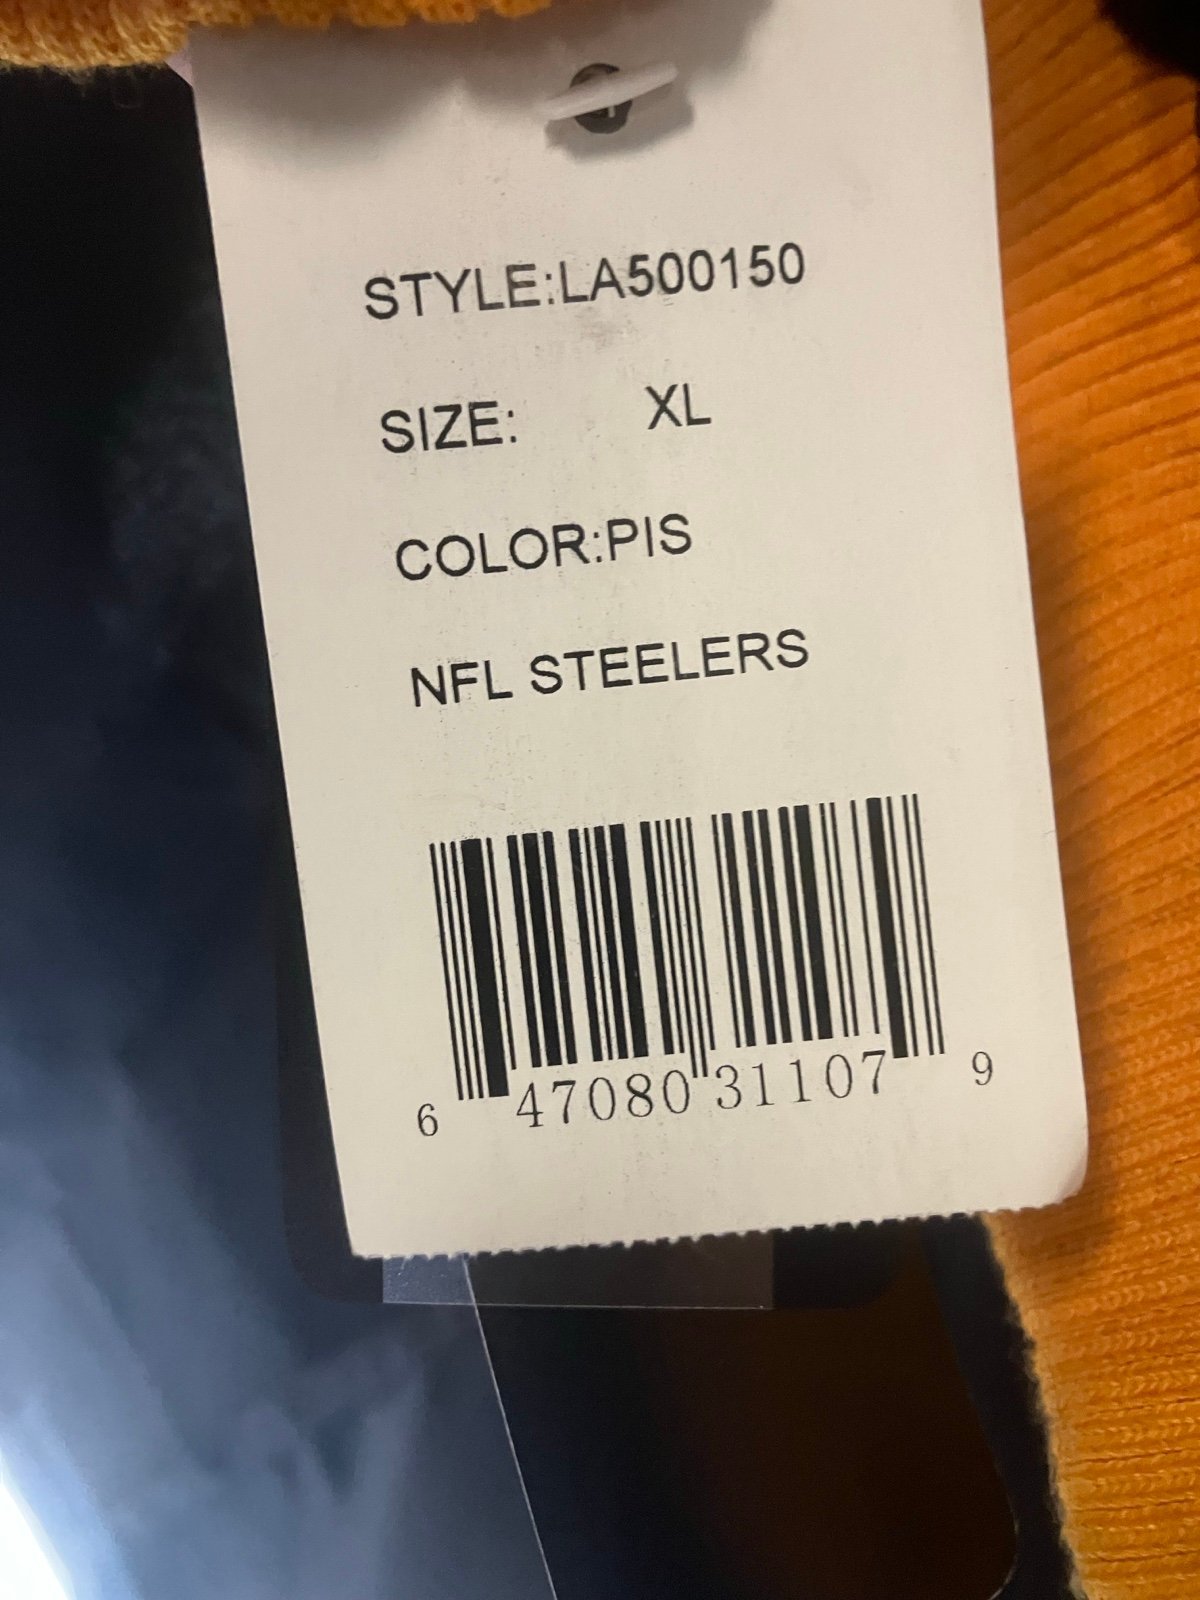 STYLE:LA500150
SIZE: XL
COLOR:PIS
NFL STEELERS
6 47080 31107 9